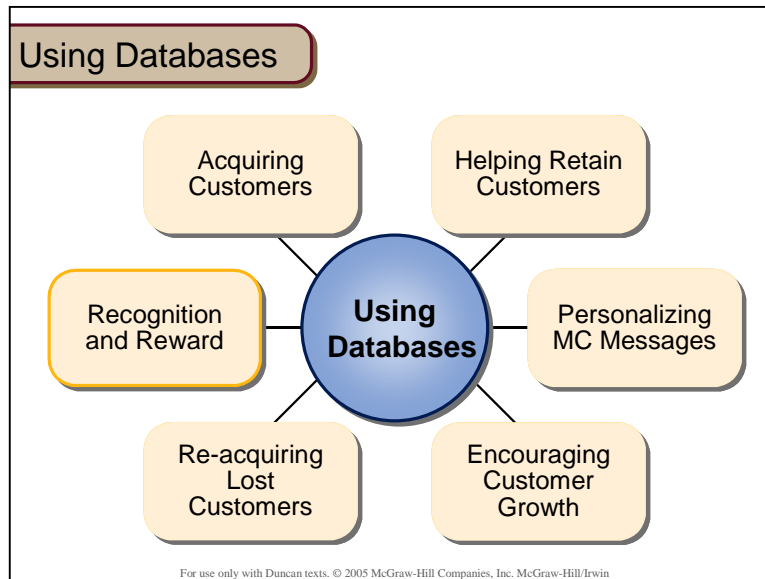 Using Databases
Acquiring
Customers
Helping Retain
Customers
Recognition
and Reward
Using
Databases
Personalizing
MC Messages
Re-acquiring
Lost
Customers
Encouraging
Customer
Growth
For use only with Duncan texts. © 2005 McGraw-Hill Companies, Inc. McGraw-Hill/Irwin